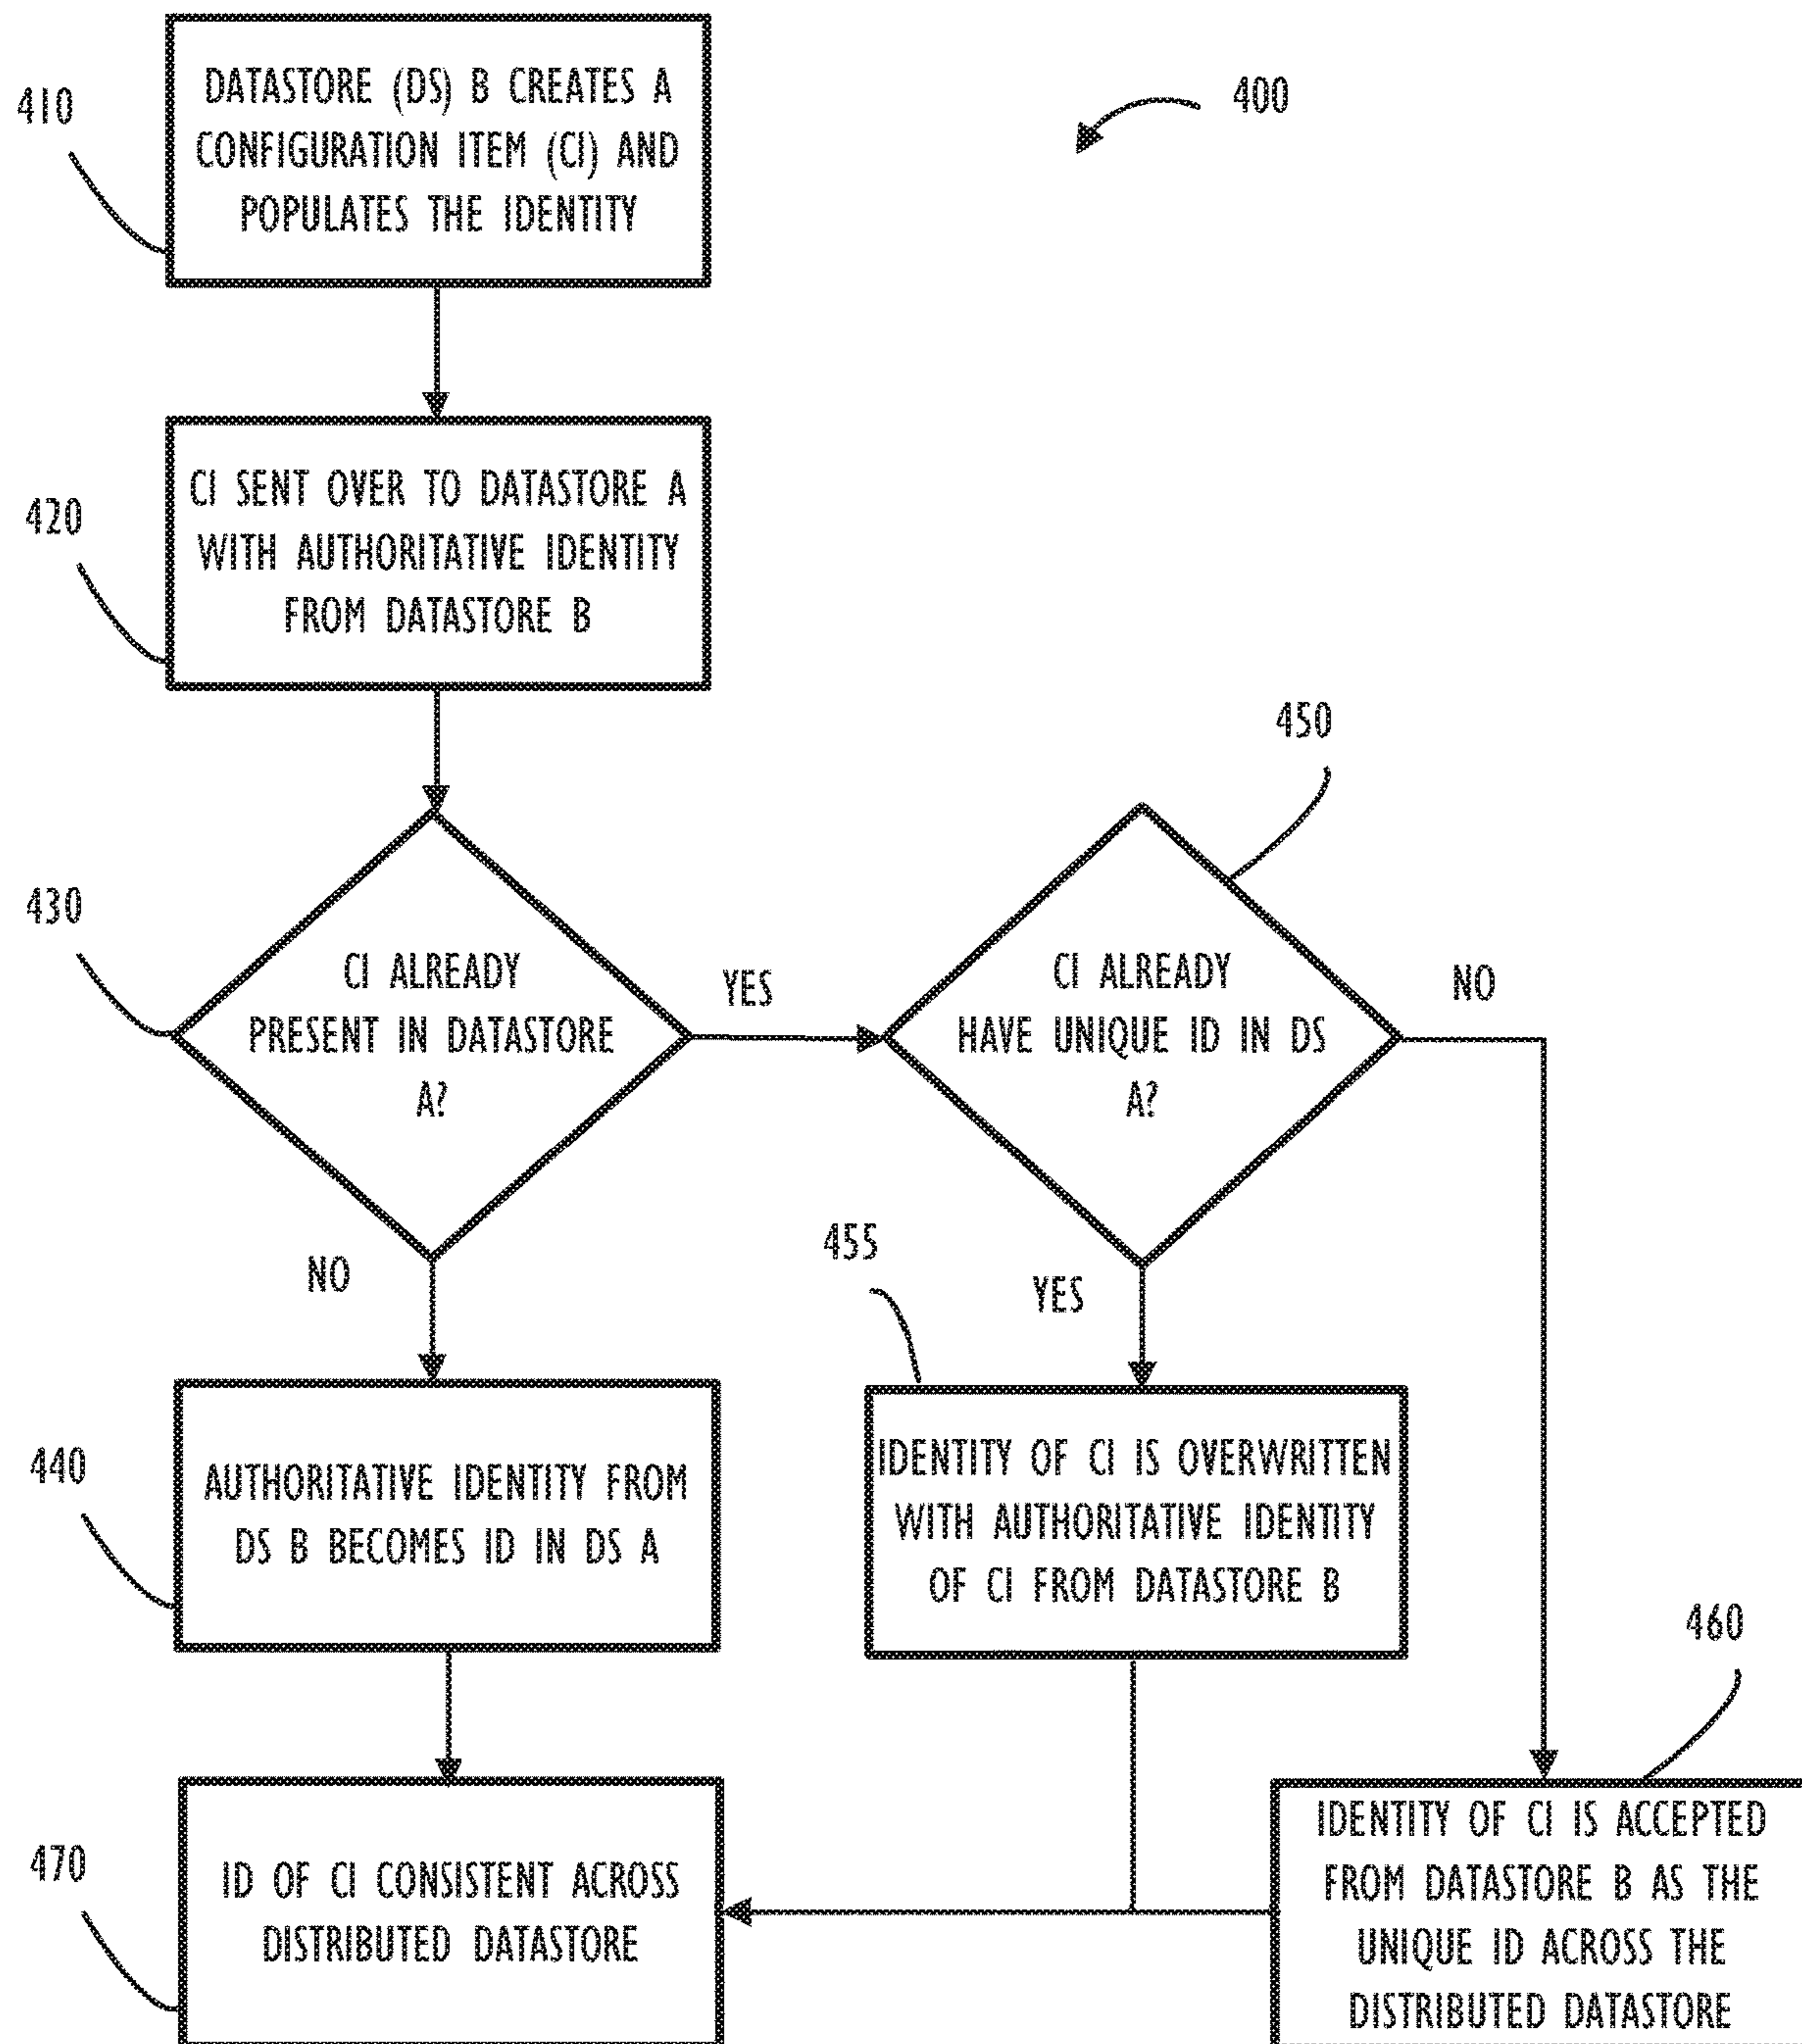 410
DATASTORE (DS) B CREATES A
CONFIGURATION ITEM (CI) AND
POPULATES THE IDENTITY
400
420
CI SENT OVER TO DATASTORE A
WITH AUTHORITATIVE IDENTITY
FROM DATASTORE B
430
CI ALREADY
PRESENT IN DATASTORE
A?
YES
NO
450
CI ALREADY
HAVE UNIQUE ID IN DS
A?
NO
YES
440
AUTHORITATIVE IDENTITY FROM
DS B BECOMES ID IN DS A
455
IDENTITY OF CI IS OVERWRITTEN
WITH AUTHORITATIVE IDENTITY
OF CI FROM DATASTORE B
460
IDENTITY OF CI IS ACCEPTED
FROM DATASTORE B AS THE
UNIQUE ID ACROSS THE
DISTRIBUTED DATASTORE
470
ID OF CI CONSISTENT ACROSS
DISTRIBUTED DATASTORE